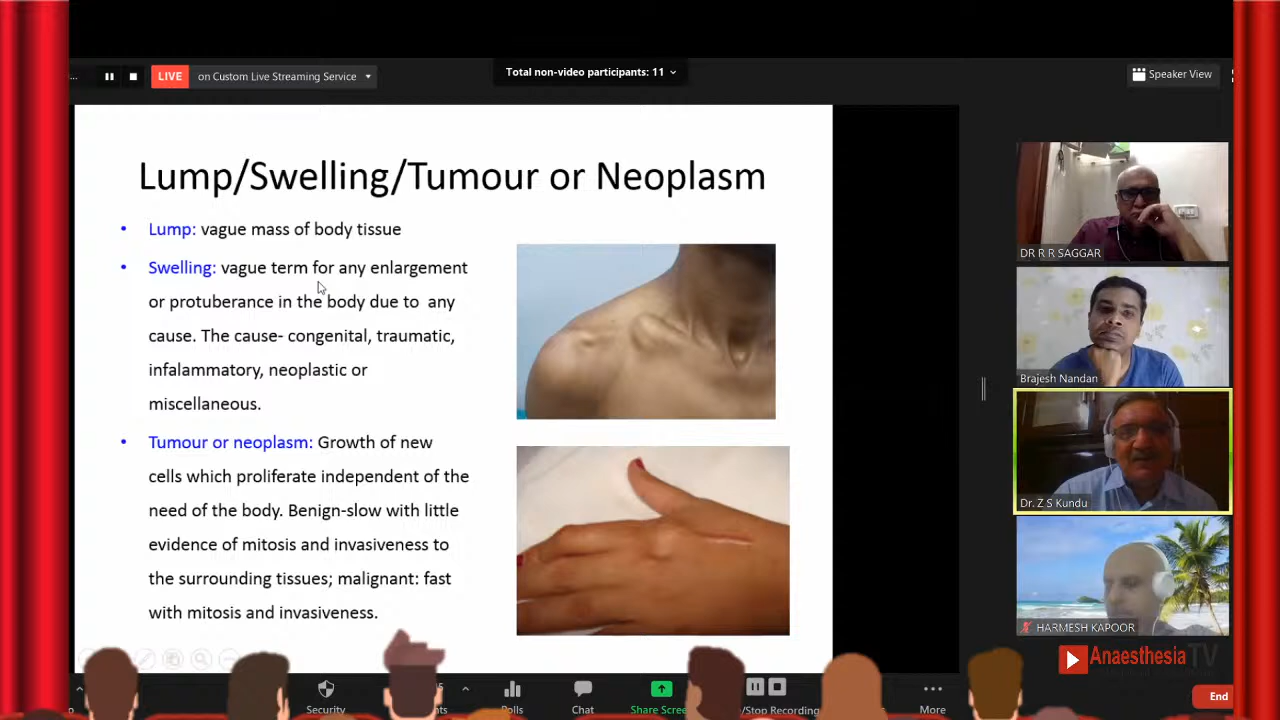 LIVE
on Custom Live Streaming Service
Total non-video participants: 11
Speaker View
Lump/Swelling/Tumour or Neoplasm
• Lump: vague mass of body tissue
• Swelling: vague term for any enlargement
or protuberance in the body due to any
cause. The cause- congenital, traumatic,
infalammatory, neoplastic or
miscellaneous.
• Tumour or neoplasm: Growth of new
cells which proliferate independent of the
need of the body. Benign-slow with little
evidence of mitosis and invasiveness to
the surrounding tissues; malignant: fast
with mitosis and invasiveness.
DR R R SAGGAR
Brajesh Nandan
Dr. Z S Kundu
HARMESH KAPOOR
Anaesthesia TV
Security
Polls
Chat
Share Scree
/Stop Recording
More
End